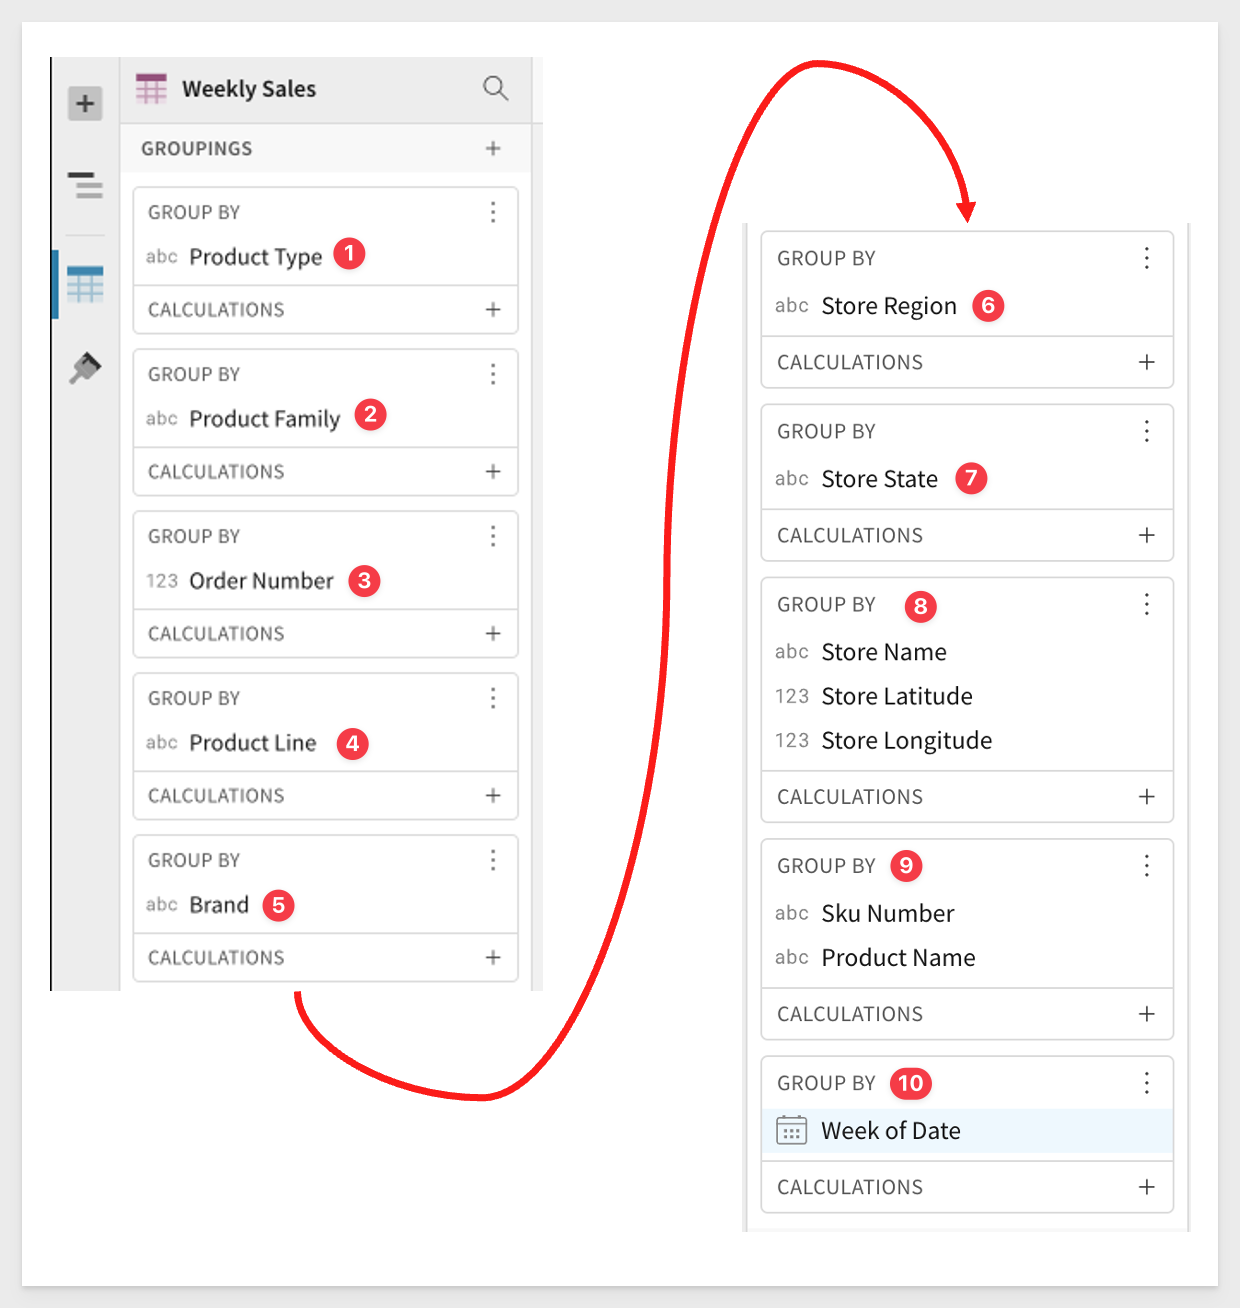 Weekly Sales
GROUPINGS
GROUP BY
abc Product Type 1
CALCULATIONS
GROUP BY
abc Product Family 2
CALCULATIONS
GROUP BY
123 Order Number 3
CALCULATIONS
GROUP BY
abc Product Line 4
CALCULATIONS
GROUP BY
abc Brand 5
CALCULATIONS
GROUP BY
abc Store Region 6
CALCULATIONS
GROUP BY
abc Store State 7
CALCULATIONS
GROUP BY 8
abc Store Name
123 Store Latitude
123 Store Longitude
CALCULATIONS
GROUP BY 9
abc Sku Number
abc Product Name
CALCULATIONS
GROUP BY 10
Week of Date
CALCULATIONS